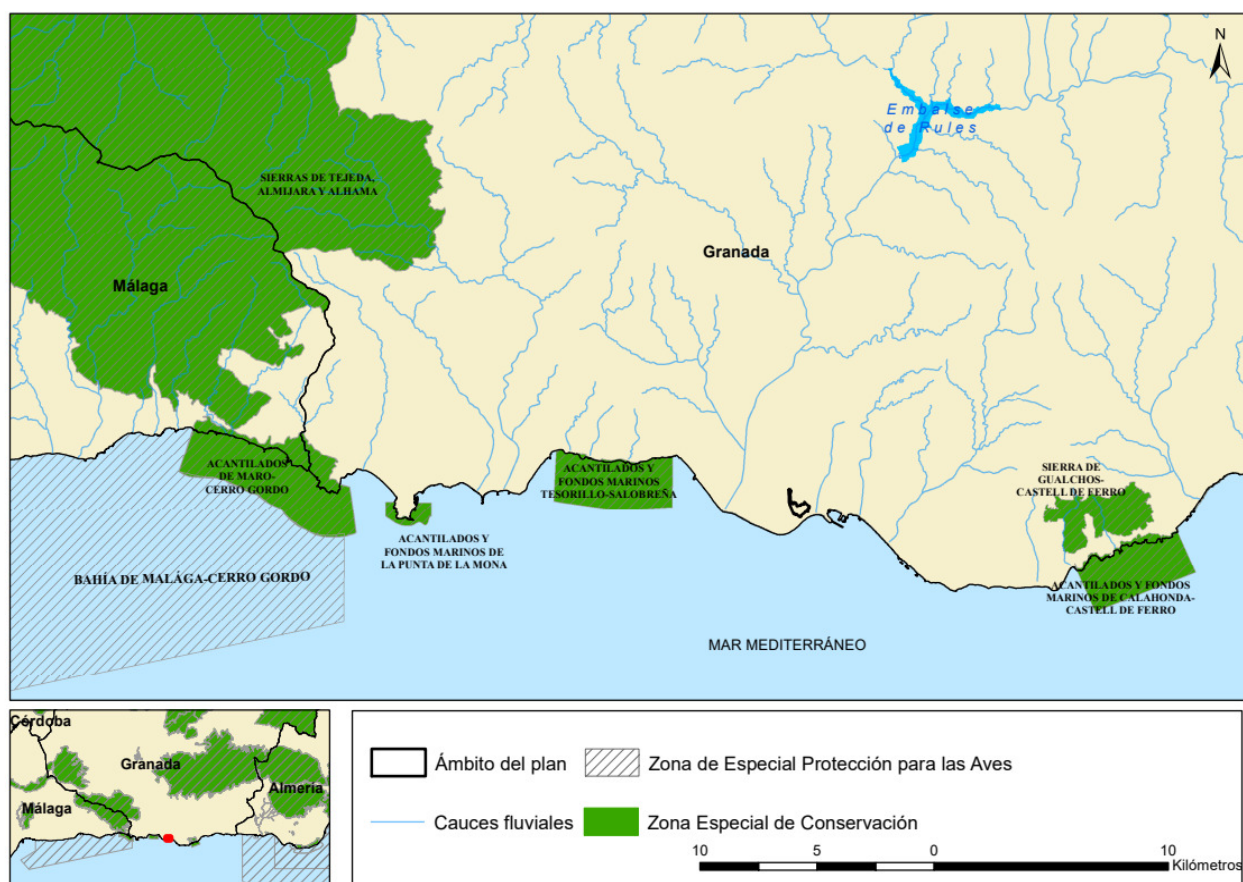 N
Embalse
de Rules
SIERRAS DE TEJEDA,
ALMIJARA Y ALHAMA
Granada
Málaga
ACANTILADOS
DE MARO-
CERRO GORDO
ACANTILADOS Y
FONDOS MARINOS
TESORILLO-SALOBREÑA
SIERRA DE
GUALCHOS-
CASTELL DE FERRO
ACANTILADOS Y
FONDOS MARINOS DE
LA PUNTA DE LA MONA
BAHÍA DE MALÁGA-CERRO GORDO
ACANTILADOS Y FONDOS
MARINOS DE CALAHONDA-
CASTELL DE FERRO
MAR MEDITERRÁNEO
Córdoba
Granada
Almería
Málaga
Ámbito del plan
Zona de Especial Protección para las Aves
Cauces fluviales
Zona Especial de Conservación
10 5 0 10
Kilómetros